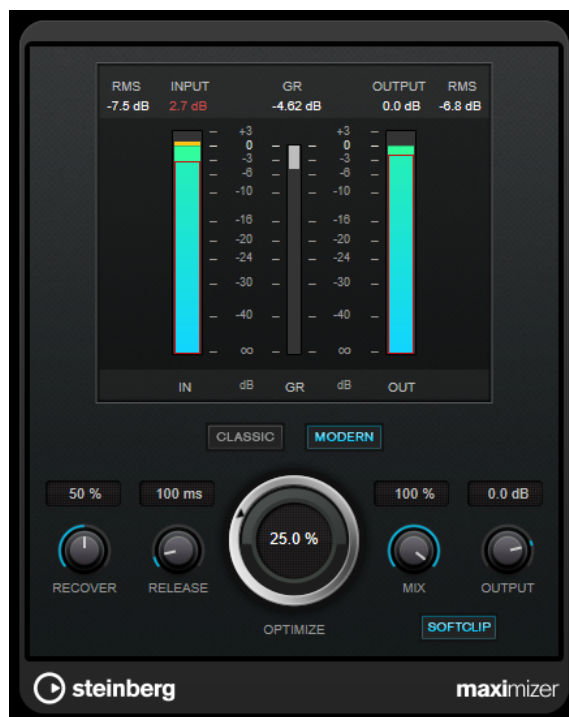 RMS INPUT GR OUTPUT RMS
-7.5 dB 2.7 dB -4.62 dB 0.0 dB -6.8 dB
+3 +3
0 0
-3 -3
-6 -6
-10 -10
-16 -16
-20 -20
-24 -24
-30 -30
-40 -40
∞ ∞
IN dB GR dB OUT
CLASSIC MODERN
50 % 100 ms 25.0 % 100 % 0.0 dB
RECOVER RELEASE MIX OUTPUT
OPTIMIZE SOFTCLIP
steinberg maximizer